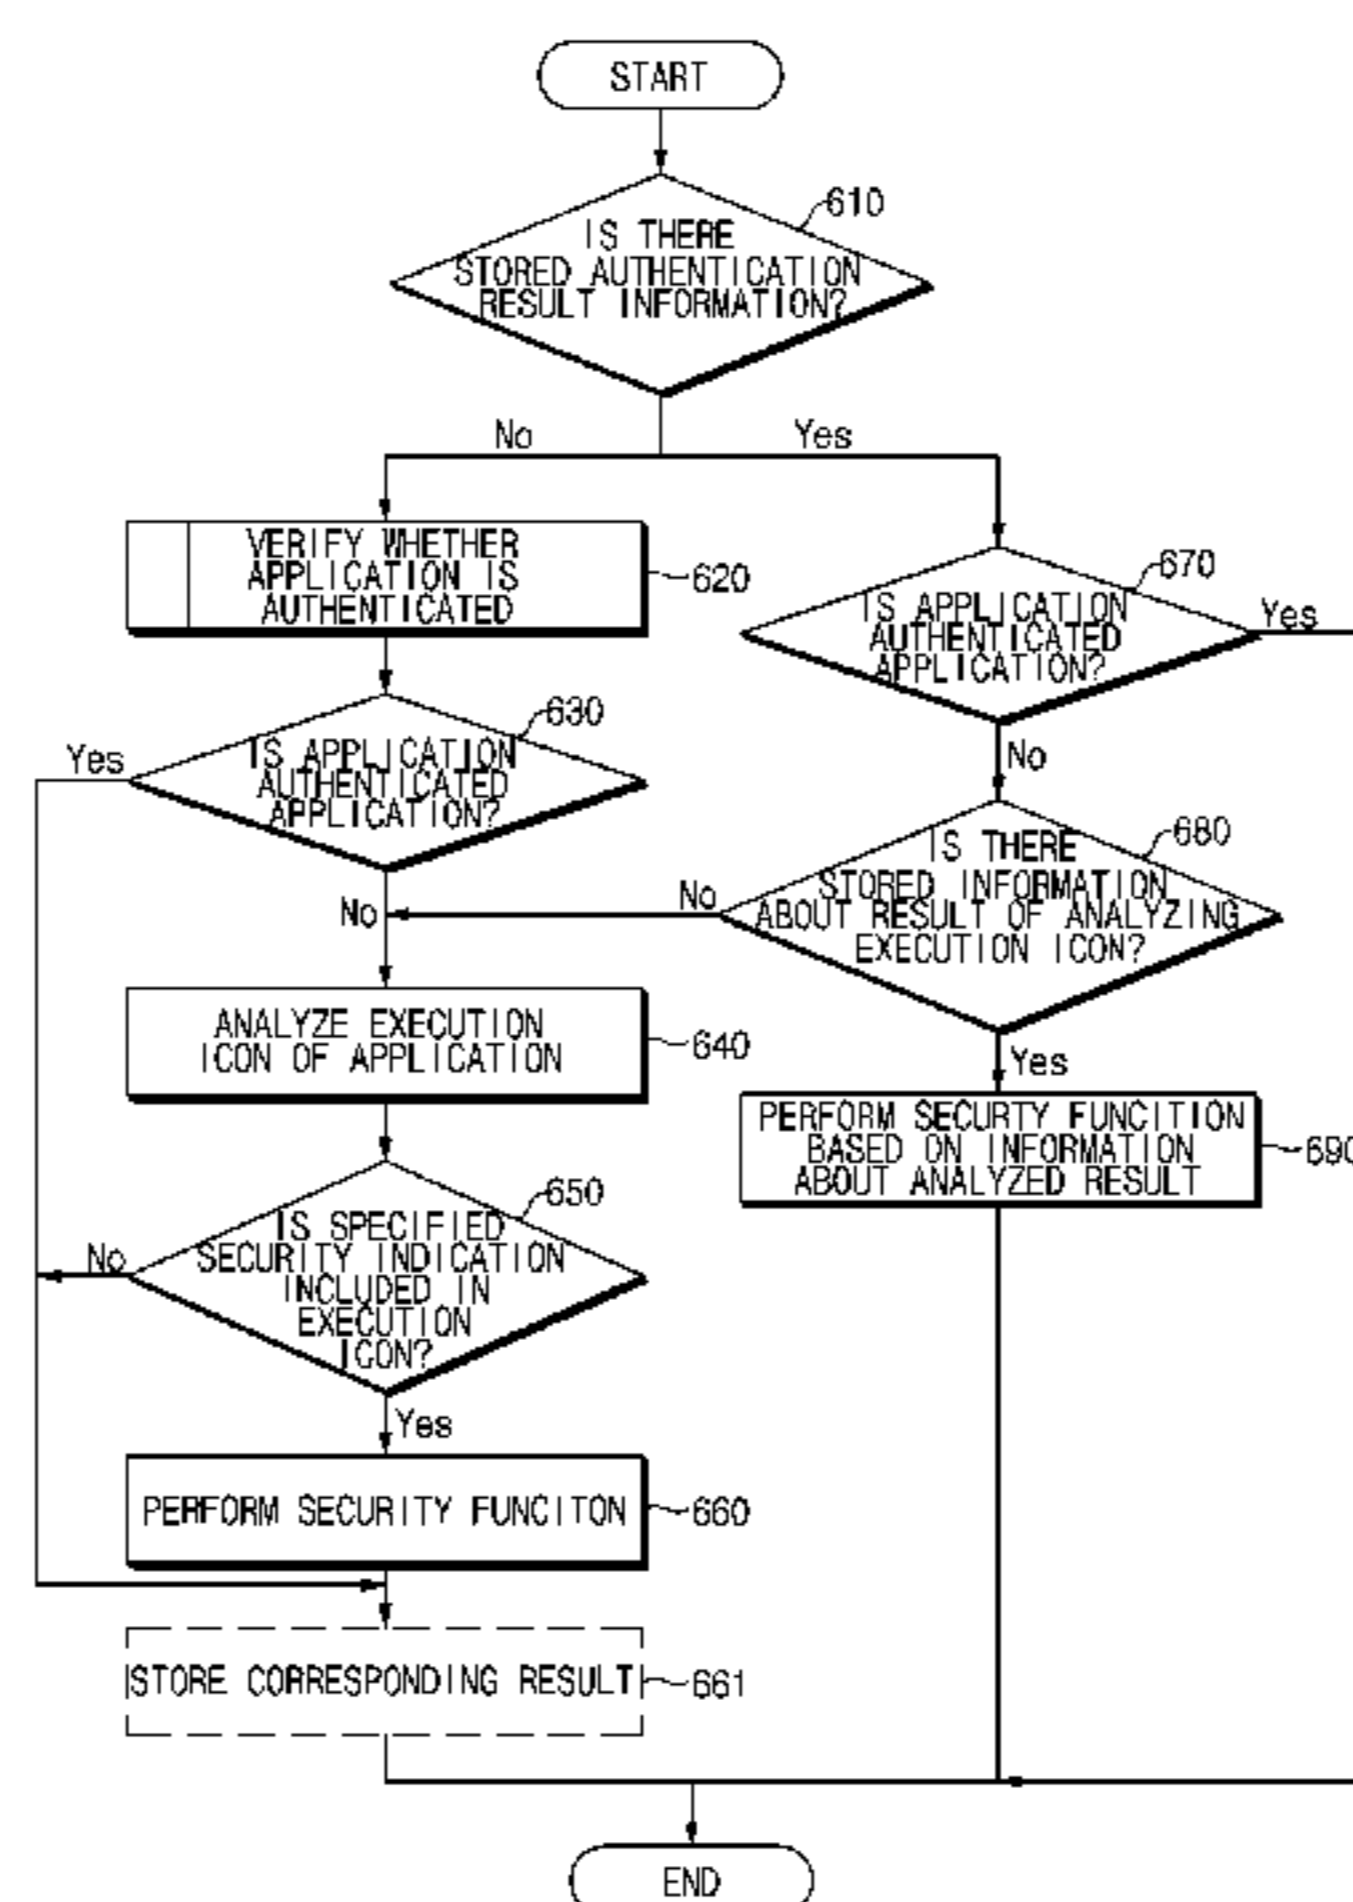 START
610
IS THERE
STORED AUTHENTICATION
RESULT INFORMATION?
No
Yes
VERIFY WHETHER
APPLICATION IS
AUTHENTICATED
620
670
IS APPLICATION
AUTHENTICATED
APPLICATION?
Yes
630
IS APPLICATION
AUTHENTICATED
APPLICATION?
Yes
No
No
680
IS THERE
STORED INFORMATION
ABOUT RESULT OF ANALYZING
EXECUTION ICON?
No
Yes
ANALYZE EXECUTION
ICON OF APPLICATION
640
PERFORM SECURTY FUNCITION
BASED ON INFORMATION
ABOUT ANALYZED RESULT
690
650
IS SPECIFIED
SECURITY INDICATION
INCLUDED IN
EXECUTION
ICON?
No
Yes
PERFORM SECURITY FUNCITON
660
STORE CORRESPONDING RESULT
661
END